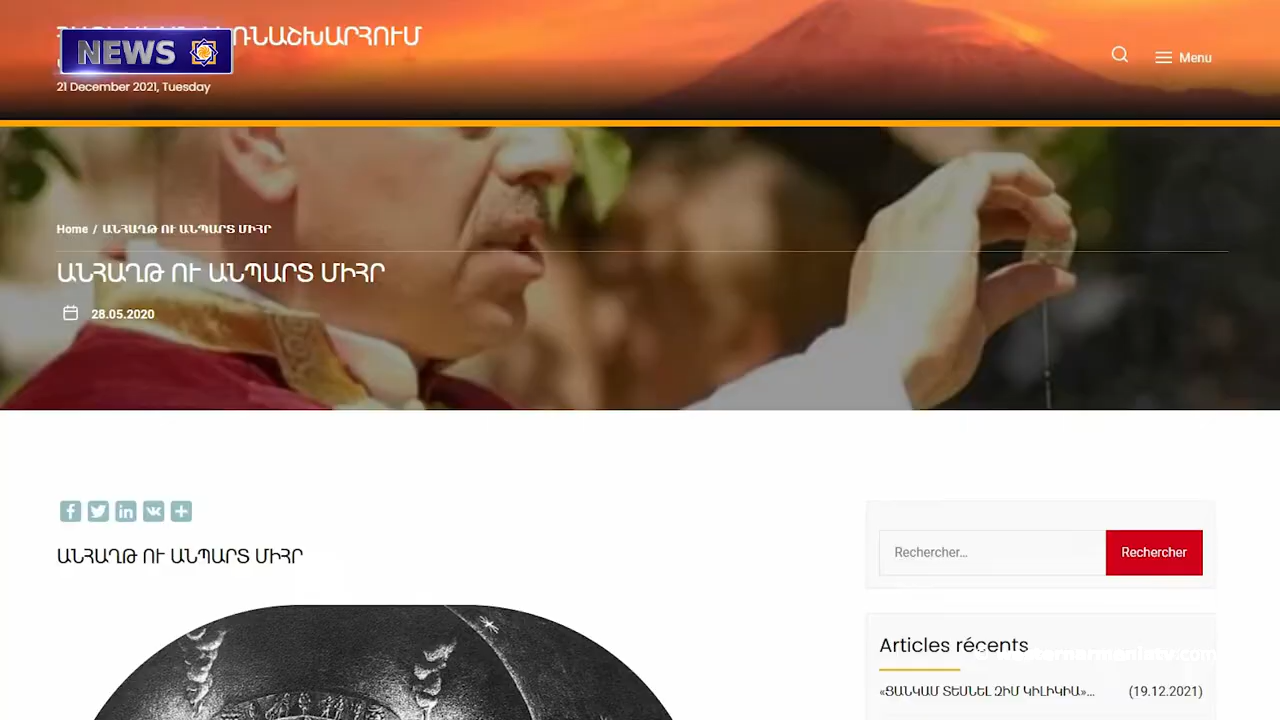 ՌՆԱՇԽԱՐՀՈՒՄ
NEWS
21 December 2021, Tuesday
Menu
Home / ԱՆՀԱՂԹ ՈՒ ԱՆՊԱՐՏ ՄԻՀՐ
ԱՆՀԱՂԹ ՈՒ ԱՆՊԱՐՏ ՄԻՀՐ
28.05.2020
ԱՆՀԱՂԹ ՈՒ ԱՆՊԱՐՏ ՄԻՀՐ
Rechercher…
Rechercher
Articles récents
«ՑԱՆԿԱՄ ՏԵՍՆԵԼ ԶԻՄ ԿԻԼԻԿԻԱ»… (19.12.2021)